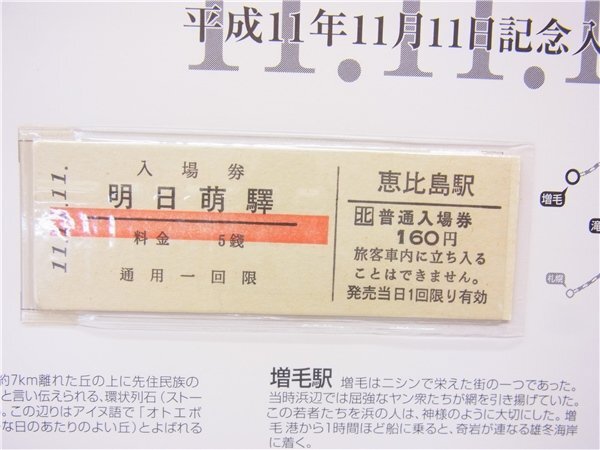 平成11年11月11日記念入
11.11.1
11.11.11.
入場券
明日萌驛
料金 5銭
通用一回限
恵比島駅
北 普通入場券
160円
旅客車内に立ち入る
ことはできません。
発売当日1回限り有効
増毛
滝
札幌
約7km離れた丘の上に先住民族の
と言い伝えられる、環状列石（ストー
。この辺りはアイヌ語で「オトエボ
な日のあたりのよい丘）とよばれる
増毛駅 増毛はニシンで栄えた街の一つであった。
当時浜辺では屈強なヤン衆たちが網を引き揚げていた。
この若者たちを浜の人は、神様のように大切にした。増
毛港から1時間ほど船に乗ると、奇岩が連なる雄冬海岸
に着く。